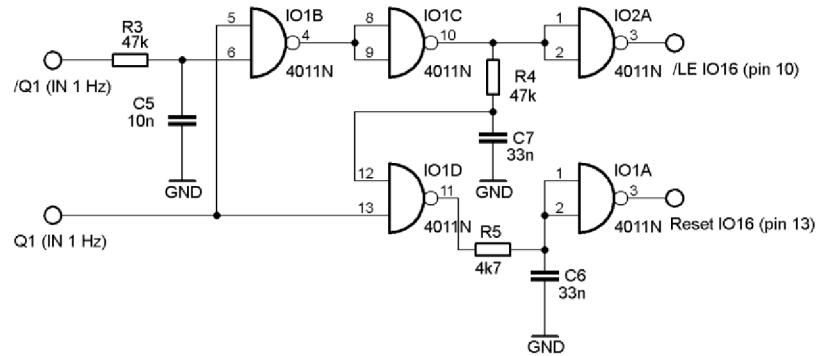 R3
47k
/Q1 (IN 1 Hz)
C5
10n
GND
5
6
IO1B
4
4011N
8
9
IO1C
10
4011N
R4
47k
C7
33n
GND
1
2
IO2A
3
4011N
/LE IO16 (pin 10)
Q1 (IN 1 Hz)
12
13
IO1D
11
4011N
R5
4k7
C6
33n
GND
1
2
IO1A
3
4011N
Reset IO16 (pin 13)